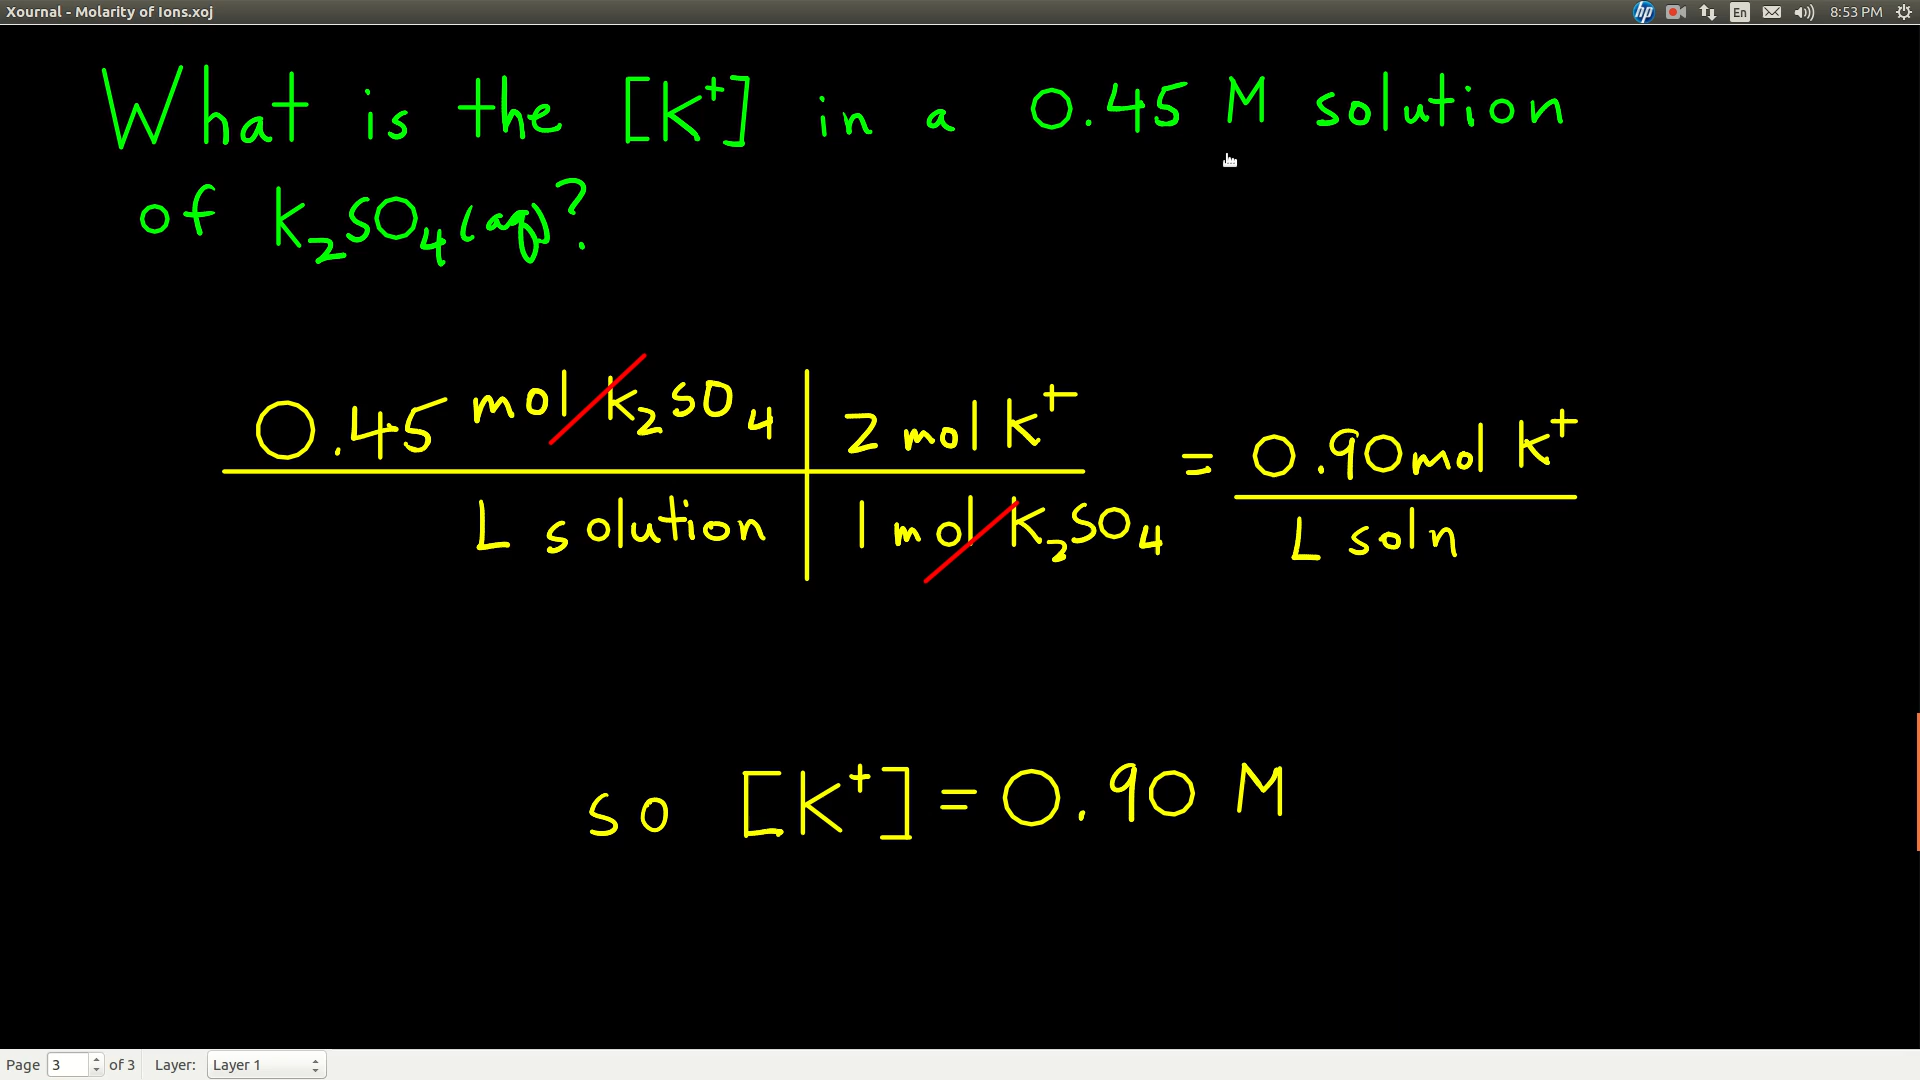 Xournal - Molarity of Ions.xoj
hp En 8:53 PM
What is the [K⁺] in a 0.45 M solution
of K₂SO₄(aq)?
0.45 mol K₂SO₄ | 2 mol K⁺ = 0.90 mol K⁺
L solution | 1 mol K₂SO₄ L soln
so [K⁺] = 0.90 M
Page 3 of 3 Layer: Layer 1